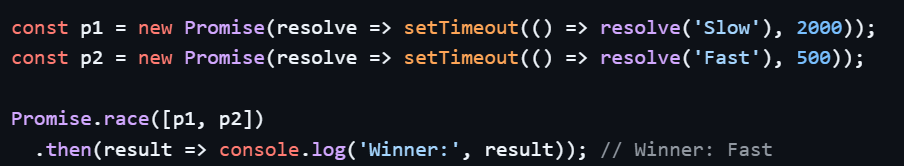 const p1 = new Promise(resolve => setTimeout(() => resolve('Slow'), 2000));
const p2 = new Promise(resolve => setTimeout(() => resolve('Fast'), 500));

Promise.race([p1, p2])
  .then(result => console.log('Winner:', result)); // Winner: Fast